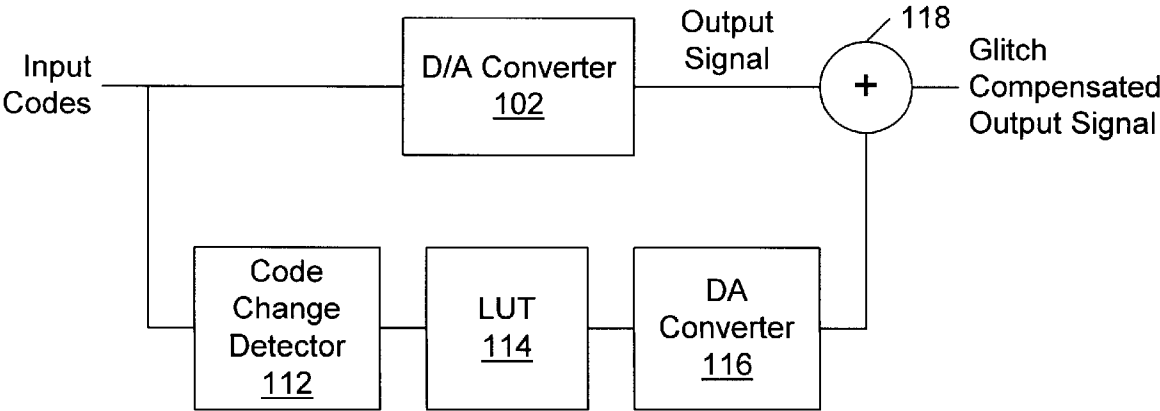 Input
Codes
D/A Converter
102
Output
Signal
+
118
Glitch
Compensated
Output Signal
Code
Change
Detector
112
LUT
114
DA
Converter
116